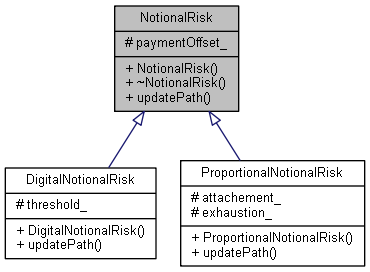 NotionalRisk
# paymentOffset_
+ NotionalRisk()
+ ~NotionalRisk()
+ updatePath()
DigitalNotionalRisk
# threshold_
+ DigitalNotionalRisk()
+ updatePath()
ProportionalNotionalRisk
# attachement_
# exhaustion_
+ ProportionalNotionalRisk()
+ updatePath()